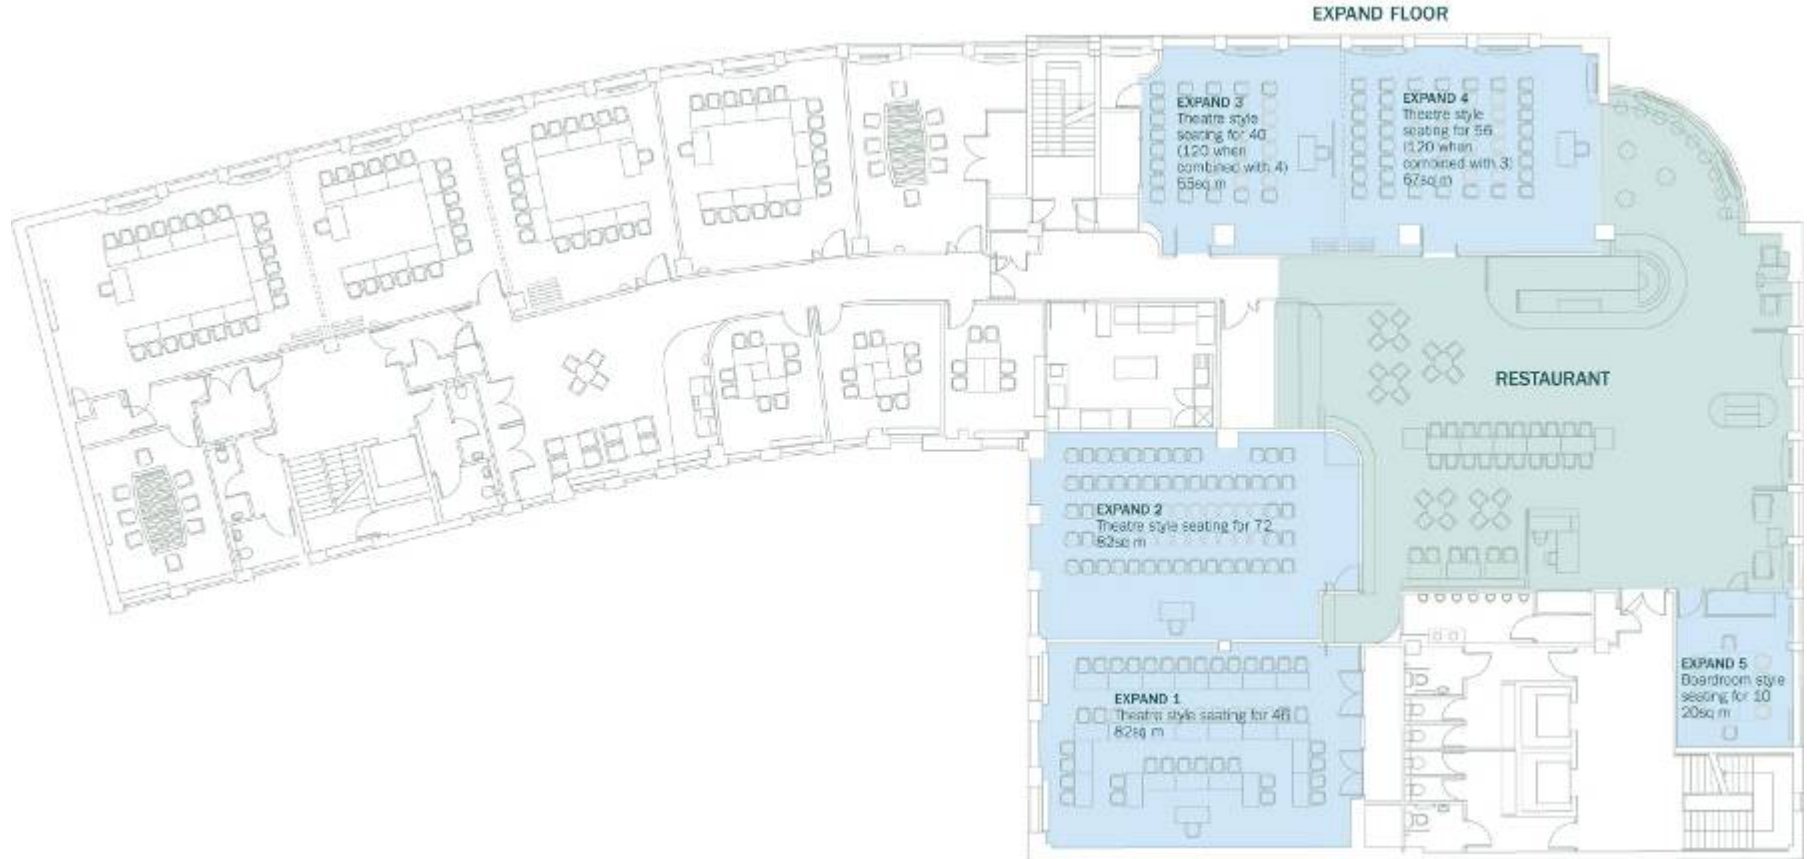 EXPAND FLOOR
EXPAND 3
Theatre style
seating for 40
(120 when
combined with 4)
55sq m
EXPAND 4
Theatre style
seating for 56
(120 when
combined with 3)
67sq m
RESTAURANT
EXPAND 2
Theatre style seating for 72
82sq m
EXPAND 1
Theatre style seating for 46
82sq m
EXPAND 5
Boardroom style
seating for 10
20sq m